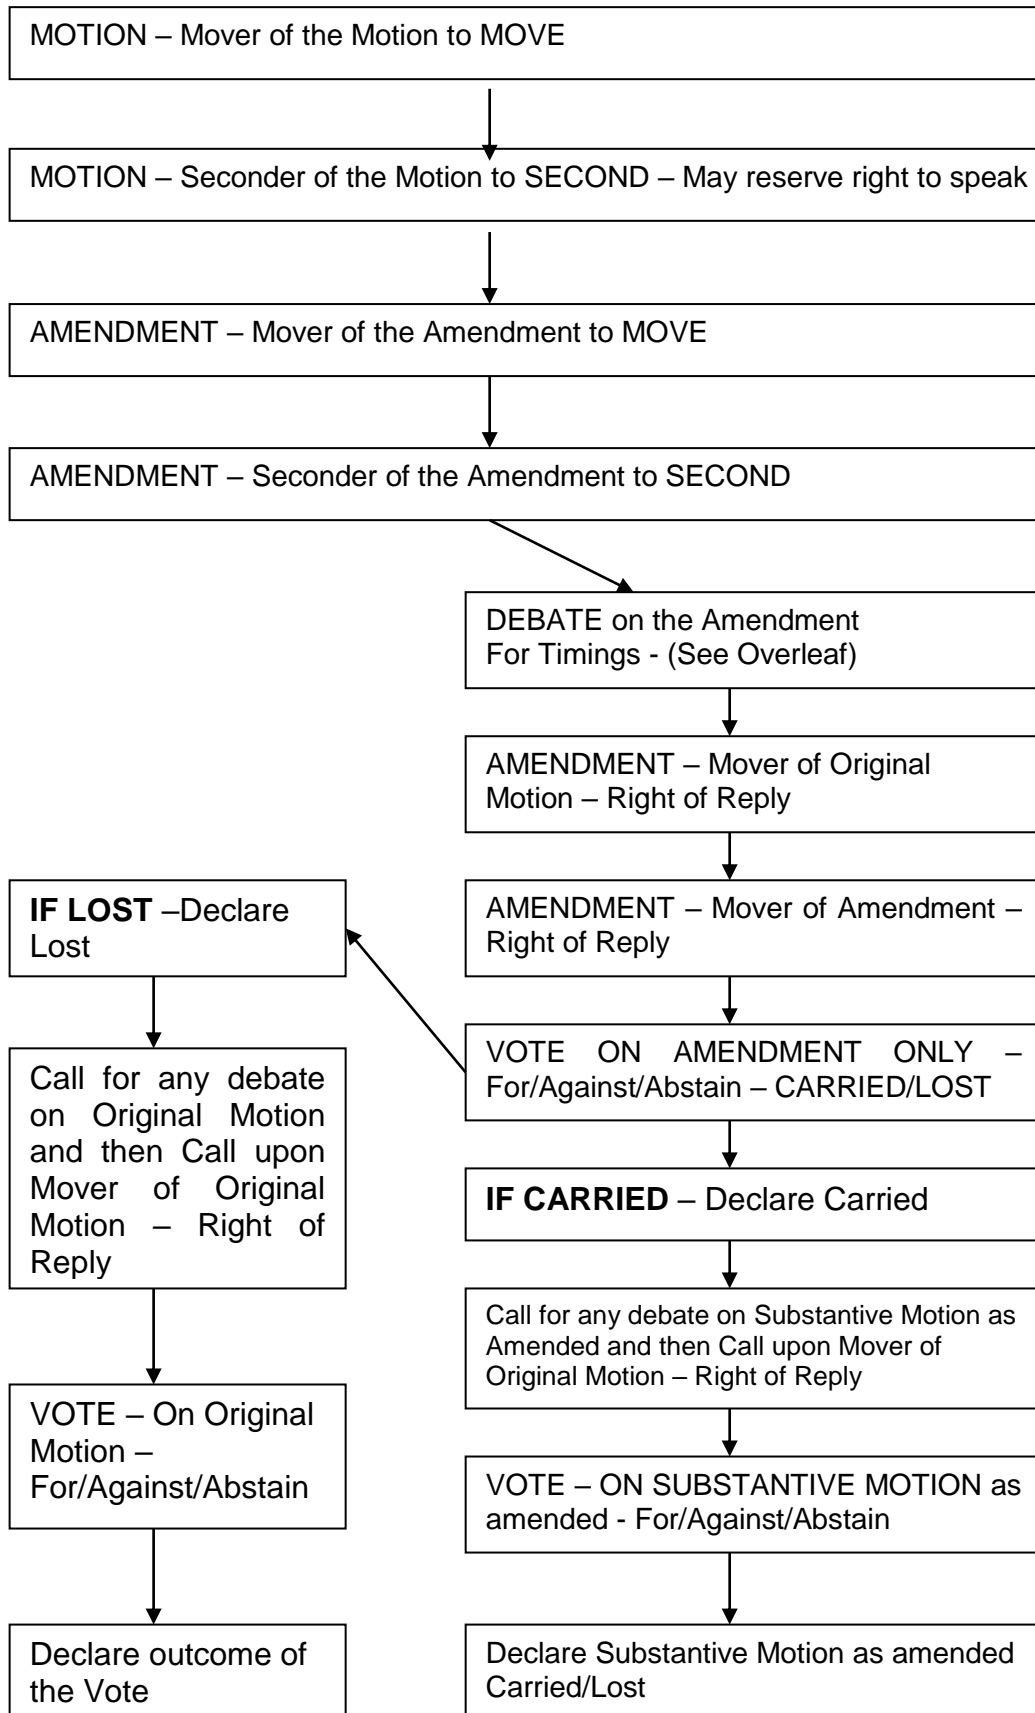 MOTION – Mover of the Motion to MOVE
MOTION – Seconder of the Motion to SECOND – May reserve right to speak
AMENDMENT – Mover of the Amendment to MOVE
AMENDMENT – Seconder of the Amendment to SECOND
DEBATE on the Amendment
For Timings - (See Overleaf)
AMENDMENT – Mover of Original
Motion – Right of Reply
AMENDMENT – Mover of Amendment –
Right of Reply
VOTE ON AMENDMENT ONLY –
For/Against/Abstain – CARRIED/LOST
IF LOST –Declare
Lost
Call for any debate
on Original Motion
and then Call upon
Mover of Original
Motion – Right of
Reply
VOTE – On Original
Motion –
For/Against/Abstain
Declare outcome of
the Vote
IF CARRIED – Declare Carried
Call for any debate on Substantive Motion as
Amended and then Call upon Mover of
Original Motion – Right of Reply
VOTE – ON SUBSTANTIVE MOTION as
amended - For/Against/Abstain
Declare Substantive Motion as amended
Carried/Lost